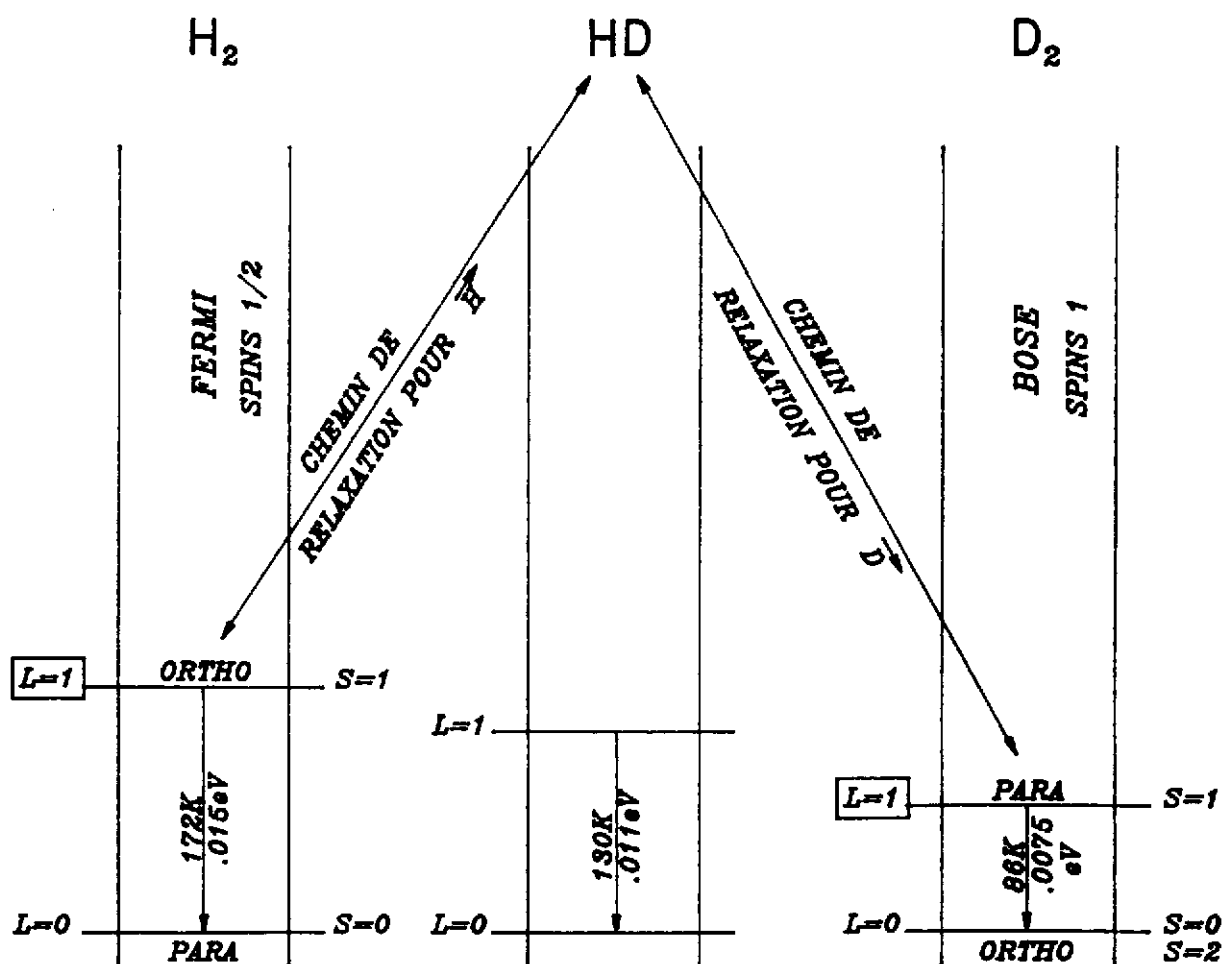 H₂
HD
D₂
FERMI
SPINS 1/2
CHEMIN DE
RELAXATION POUR H⃗
CHEMIN DE
RELAXATION POUR D⃗
BOSE
SPINS 1
L=1
ORTHO
S=1
172K
.015eV
L=0
S=0
PARA
L=1
130K
.011eV
L=0
L=1
PARA
S=1
86K
.0075
eV
L=0
S=0
ORTHO
S=2